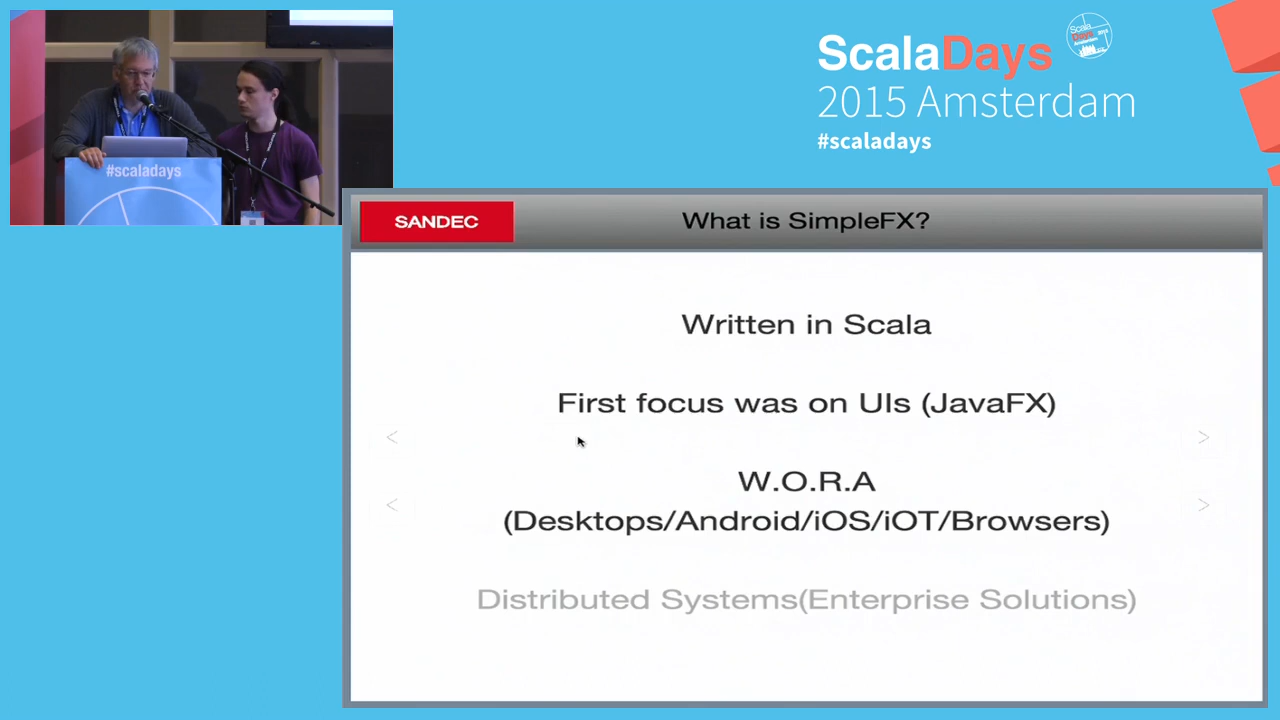 ScalaDays
2015 Amsterdam
#scaladays
#scaladays
SANDEC
What is SimpleFX?
Written in Scala
First focus was on UIs (JavaFX)
W.O.R.A
(Desktops/Android/iOS/iOT/Browsers)
Distributed Systems(Enterprise Solutions)
<
>
<
>